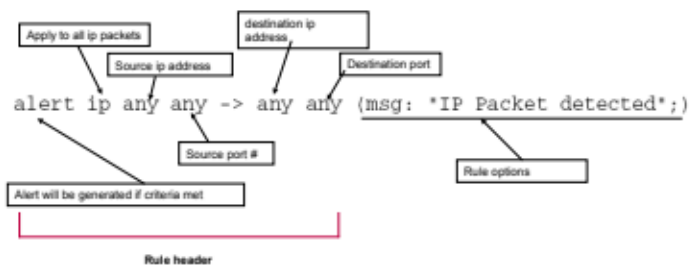 destination ip
address
Apply to all ip packets
Source ip address
Destination port
alert ip any any -> any any (msg: "IP Packet detected";)
Source port #
Rule options
Alert will be generated if criteria met
Rule header